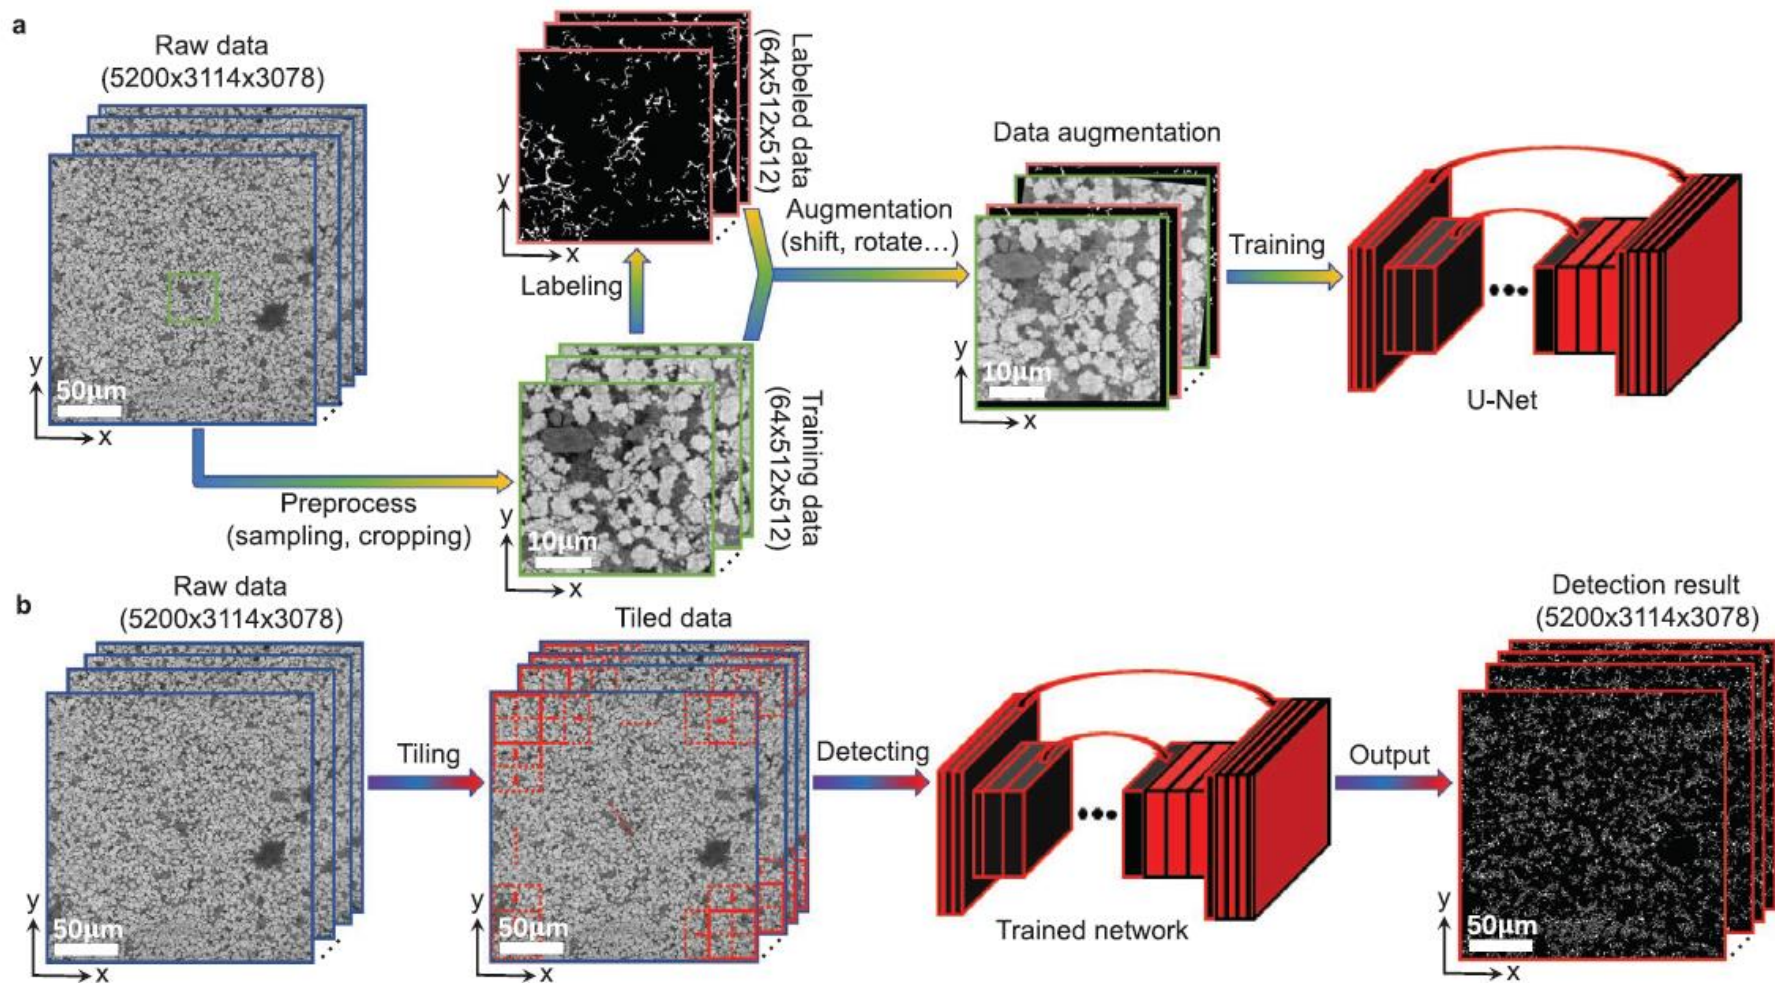 a
Raw data
(5200x3114x3078)
50μm
y
x
Preprocess
(sampling, cropping)
Labeled data
(64x512x512)
y
x
Labeling
Training data
(64x512x512)
y
10μm
x
Augmentation
(shift, rotate...)
Data augmentation
y
10μm
x
Training
U-Net
b
Raw data
(5200x3114x3078)
y
50μm
x
Tiling
Tiled data
y
50μm
x
Detecting
Trained network
Output
Detection result
(5200x3114x3078)
y
50μm
x